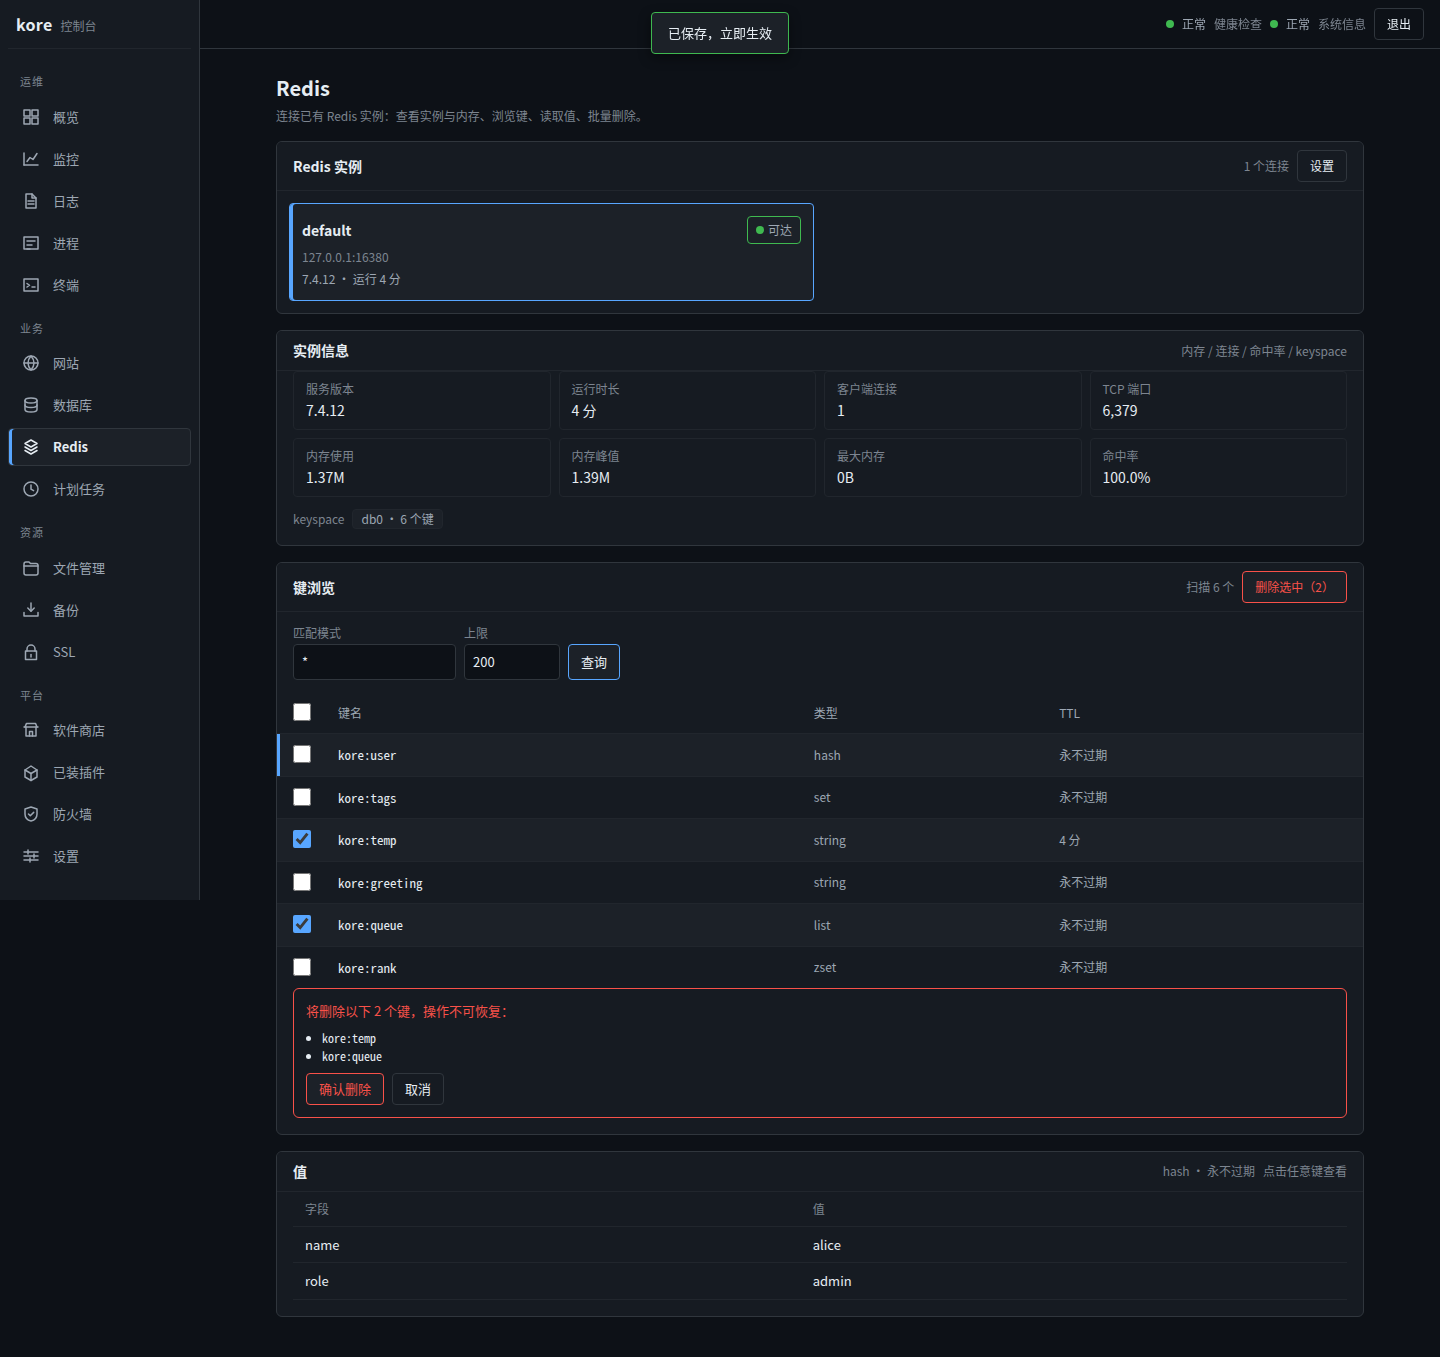 kore 控制台
已保存，立即生效
正常 健康检查 正常 系统信息 退出
运维
概览
监控
日志
进程
终端
业务
网站
数据库
Redis
计划任务
资源
文件管理
备份
SSL
平台
软件商店
已装插件
防火墙
设置
Redis
连接已有 Redis 实例：查看实例与内存、浏览键、读取值、批量删除。
Redis 实例
1 个连接 设置
default
可达
127.0.0.1:16380
7.4.12 · 运行 4 分
实例信息
内存 / 连接 / 命中率 / keyspace
服务版本
7.4.12
运行时长
4 分
客户端连接
1
TCP 端口
6,379
内存使用
1.37M
内存峰值
1.39M
最大内存
0B
命中率
100.0%
keyspace db0 · 6 个键
键浏览
扫描 6 个 删除选中（2）
匹配模式 上限
* 200 查询
键名 类型 TTL
kore:user hash 永不过期
kore:tags set 永不过期
kore:temp string 4 分
kore:greeting string 永不过期
kore:queue list 永不过期
kore:rank zset 永不过期
将删除以下 2 个键，操作不可恢复：
kore:temp
kore:queue
确认删除 取消
值
hash · 永不过期 点击任意键查看
字段 值
name alice
role admin